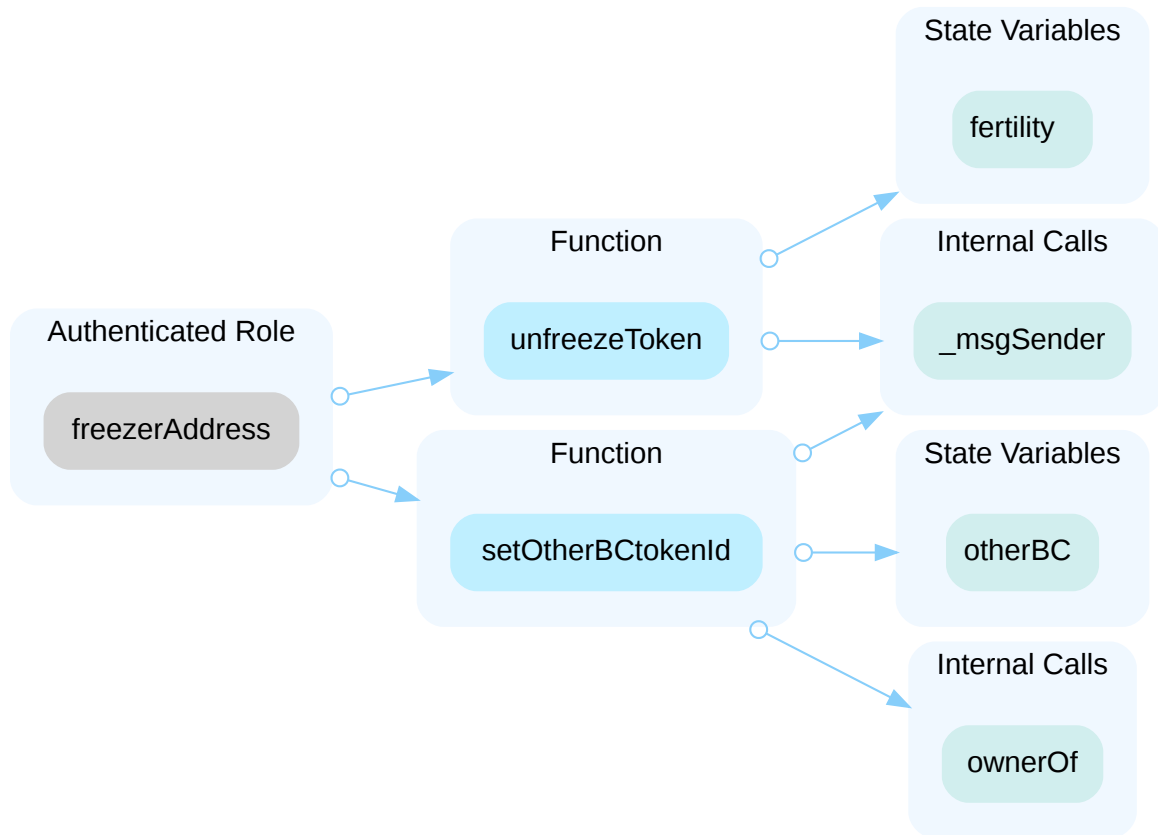 Authenticated Role
freezerAddress
Function
unfreezeToken
Function
setOtherBCtokenId
State Variables
fertility
Internal Calls
_msgSender
State Variables
otherBC
Internal Calls
ownerOf